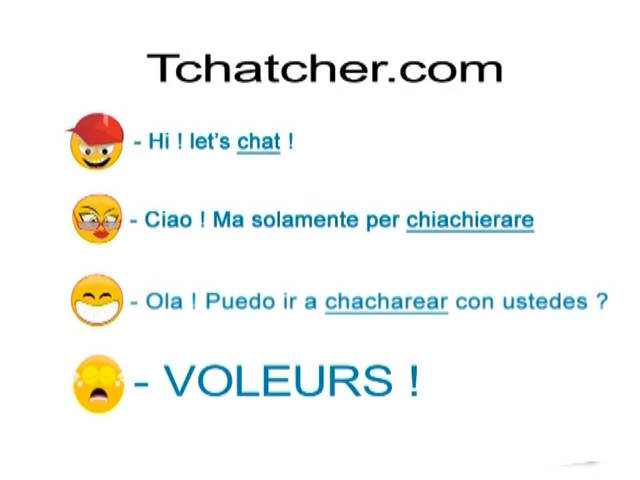 Tchatcher.com
- Hi ! let's chat !
- Ciao ! Ma solamente per chiachierare
- Ola ! Puedo ir a chacharear con ustedes ?
- VOLEURS !